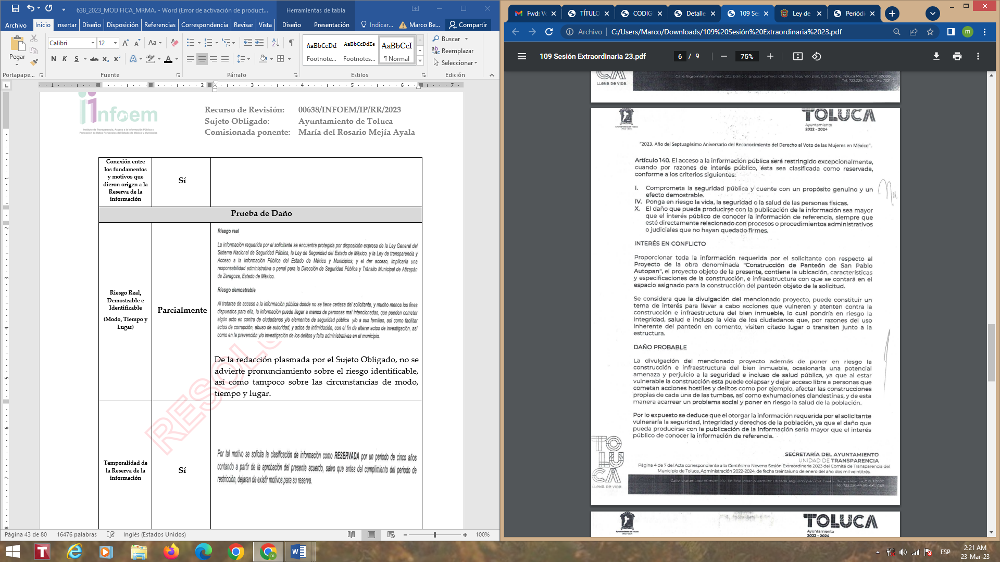 638_2023_MODIFICA_MRMA. - Word (Error de activación de product...
Herramientas de tabla
Archivo
Inicio
Insertar
Diseño
Disposición
Referencias
Correspondencia
Revisar
Vista
Diseño
Presentación
Indicar...
Marco Be...
Compartir
Pegar
Calibri
12
Portapape...
Fuente
Párrafo
AaBbCcDd
Footnote...
AaBbCcDdEe
Footnotes...
AaBbCcI
¶ Normal
Estilos
Buscar
Reemplazar
Seleccionar
Edición
infoem
Instituto de Transparencia, Acceso a la Información Pública y
Protección de Datos Personales del Estado de México y Municipios
Recurso de Revisión: 00638/INFOEM/IP/RR/2023
Sujeto Obligado: Ayuntamiento de Toluca
Comisionada ponente: María del Rosario Mejía Ayala
Conexión entre
los fundamentos
y motivos que
dieron origen a la
Reserva de la
información
Sí
Prueba de Daño
Riesgo Real,
Demostrable e
Identificable
(Modo, Tiempo y
Lugar)
Parcialmente
Riesgo real
La información requerida por el solicitante se encuentra protegida por disposición expresa de la Ley General del
Sistema Nacional de Seguridad Pública, la Ley de Seguridad del Estado de México, y la Ley de transparencia y
Acceso a la Información Pública del Estado de México y Municipios; y el dar acceso, implicaría una
responsabilidad administrativa o penal para la Dirección de Seguridad Pública y Tránsito Municipal de Atizapán
de Zaragoza, Estado de México.
Riesgo demostrable
Al tratarse de acceso a la información pública donde no se tiene certeza del solicitante, y mucho menos los fines
dispuestos para ella, la información puede llegar a manos de personas mal intencionadas, que pueden cometer
algún acto en contra de ciudadanos y/o elementos de seguridad pública y/o a sus familias, así como facilitar
actos de corrupción, abuso de autoridad, y actos de intimidación, con el fin de alterar actos de investigación, así
como en la prevención y/o investigación de los delitos y falta administrativas en el municipio.
De la redacción plasmada por el Sujeto Obligado, no se
advierte pronunciamiento sobre el riesgo identificable,
así como tampoco sobre las circunstancias de modo,
tiempo y lugar.
RESOLU
Temporalidad de
la Reserva de la
información
Sí
Por tal motivo se solicita la clasificación de información como RESERVADA por un periodo de cinco años
contando a partir de la aprobación del presente acuerdo, salvo que antes del cumplimiento del periodo de
restricción, dejaran de existir motivos para su reserva.
Página 43 de 80
16476 palabras
Inglés (Estados Unidos)
100%
Fwd: Vo
TÍTULO
CODIG
Detalle
109 Ses
Ley de
Periódi
Archivo
C:/Users/Marco/Downloads/109%20Sesión%20Extraordinaria%2023.pdf
109 Sesión Extraordinaria 23.pdf
6 / 9
75%
LLENA DE VIDA
Calle Nigromante número 202, Edificio Ignacio Ramírez Calzada, segundo piso, Col. Centro, Toluca México, C.P. 50000
Tel: 722.226.44.90, ext. 7321
TOLUCA
Ayuntamiento
2022 - 2024
"2023. Año del Septuagésimo Aniversario del Reconocimiento del Derecho al Voto de las Mujeres en México".
Artículo 140. El acceso a la información pública será restringido excepcionalmente,
cuando por razones de interés público, ésta sea clasificada como reservada,
conforme a los criterios siguientes:
I. Comprometa la seguridad pública y cuente con un propósito genuino y un
efecto demostrable.
IV. Ponga en riesgo la vida, la seguridad o la salud de las personas físicas.
X. El daño que pueda producirse con la publicación de la información sea mayor
que el interés público de conocer la información de referencia, siempre que
esté directamente relacionado con procesos o procedimientos administrativos
o judiciales que no hayan quedado firmes.
INTERÉS EN CONFLICTO
Proporcionar toda la información requerida por el solicitante con respecto al
Proyecto de la obra denominada "Construcción de Panteón de San Pablo
Autopan", el proyecto objeto de la presente, contiene la ubicación, características
y especificaciones de la construcción, e infraestructura con que se contará en el
espacio asignado para la construcción del panteón objeto de la solicitud.
Se considera que la divulgación del mencionado proyecto, puede constituir un
tema de interés para llevar a cabo acciones que vulneren y atenten contra la
construcción e infraestructura del bien inmueble, lo cual pondría en riesgo la
integridad, salud e incluso la vida de los ciudadanos que, por razones del uso
inherente del panteón en comento, visiten citado lugar o transiten junto a la
estructura.
DAÑO PROBABLE
La divulgación del mencionado proyecto además de poner en riesgo la
construcción e infraestructura del bien inmueble, ocasionaría una potencial
amenaza y perjuicio a la seguridad e incluso de salud pública, ya que al estar
vulnerable la construcción esta puede colapsar y dejar acceso libre a personas que
cometan acciones hostiles y delitos como por ejemplo, afectar las construcciones
propias de cada una de las tumbas, así como exhumaciones clandestinas, y de esta
manera acarrear un problema social y poner en riesgo la salud de la población.
Por lo expuesto se deduce que el otorgar la información requerida por el solicitante
vulneraría la seguridad, integridad y derechos de la población, ya que el daño que
pueda producirse con la publicación de la información sería mayor que el interés
público de conocer la información de referencia.
SECRETARÍA DEL AYUNTAMIENTO
UNIDAD DE TRANSPARENCIA
Página 4 de 7 del Acta correspondiente a la Centésima Novena Sesión Extraordinaria 2023 del Comité de Transparencia del
Municipio de Toluca, Administración 2022-2024, de fecha treintaiuno de enero del año dos mil veintitrés.
TOLUCA
LLENA DE VIDA
Calle Nigromante número 202, Edificio Ignacio Ramírez Calzada, segundo piso, Col. Centro, Toluca México, C.P. 50000
Tel: 722.226.44.90, ext. 7321
TOLUCA
Ayuntamiento
2022 - 2024
ESP
2:21 AM
23-Mar-23